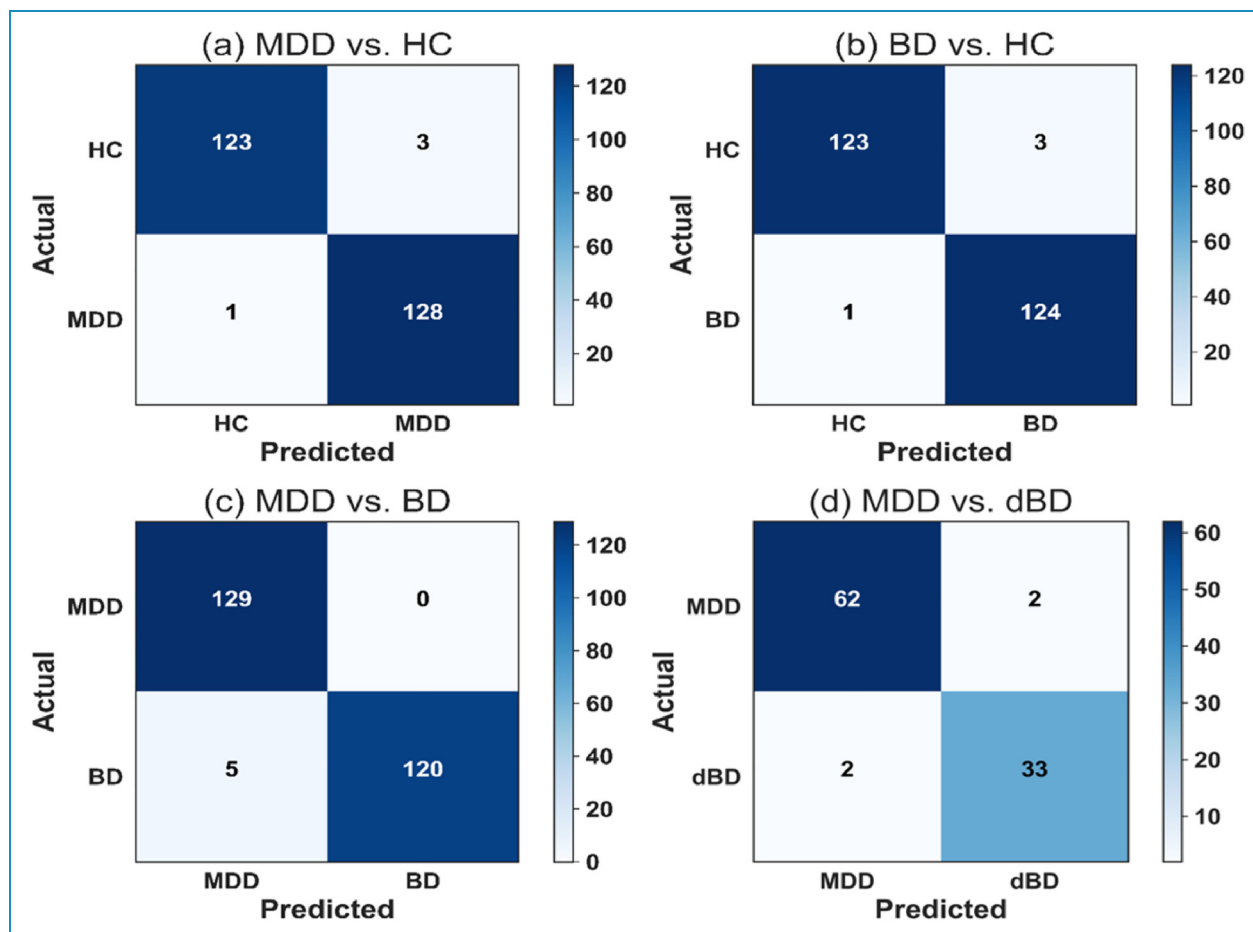 (a) MDD vs. HC
HC
123
3
MDD
1
128
HC
MDD
Predicted
Actual
120
100
80
60
40
20
(b) BD vs. HC
HC
123
3
BD
1
124
HC
BD
Predicted
Actual
120
100
80
60
40
20
(c) MDD vs. BD
MDD
129
0
BD
5
120
MDD
BD
Predicted
Actual
120
100
80
60
40
20
0
(d) MDD vs. dBD
MDD
62
2
dBD
2
33
MDD
dBD
Predicted
Actual
60
50
40
30
20
10